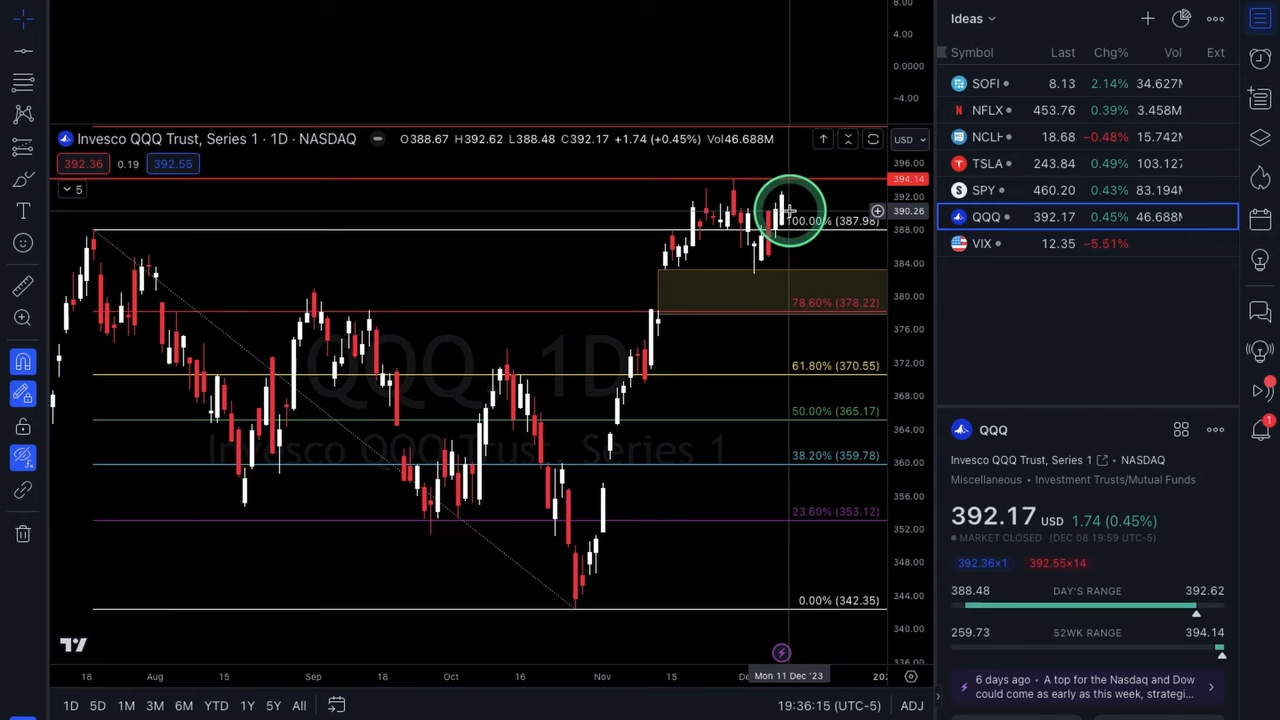 8.00
4.00
0.0000
−4.00
Invesco QQQ Trust, Series 1 · 1D · NASDAQ
O388.67 H392.62 L388.48 C392.17 +1.74 (+0.45%) Vol46.688M
USD
392.36 0.19 392.55
5
396.00
394.14
392.00
390.26
388.00
384.00
380.00
376.00
372.00
368.00
364.00
360.00
356.00
352.00
348.00
344.00
340.00
336.00
100.00% (387.98)
78.60% (378.22)
61.80% (370.55)
50.00% (365.17)
38.20% (359.78)
23.60% (353.12)
0.00% (342.35)
QQQ, 1D
Invesco QQQ Trust, Series 1
18 Aug 15 Sep 18 Oct 16 Nov 15 Mon 11 Dec '23
1D 5D 1M 3M 6M YTD 1Y 5Y All
19:36:15 (UTC-5) ADJ
Ideas
Symbol Last Chg% Vol Ext
SOFI 8.13 2.14% 34.627M
NFLX 453.76 0.39% 3.458M
NCLH 18.68 −0.48% 15.742M
TSLA 243.84 0.49% 103.127
SPY 460.20 0.43% 83.194M
QQQ 392.17 0.45% 46.688M
VIX 12.35 −5.51%
QQQ
Invesco QQQ Trust, Series 1 • NASDAQ
Miscellaneous • Investment Trusts/Mutual Funds
392.17 USD 1.74 (0.45%)
MARKET CLOSED (DEC 08 19:59 UTC-5)
392.36×1 392.55×14
388.48 DAY'S RANGE 392.62
259.73 52WK RANGE 394.14
6 days ago • A top for the Nasdaq and Dow
could come as early as this week, strategi...
1